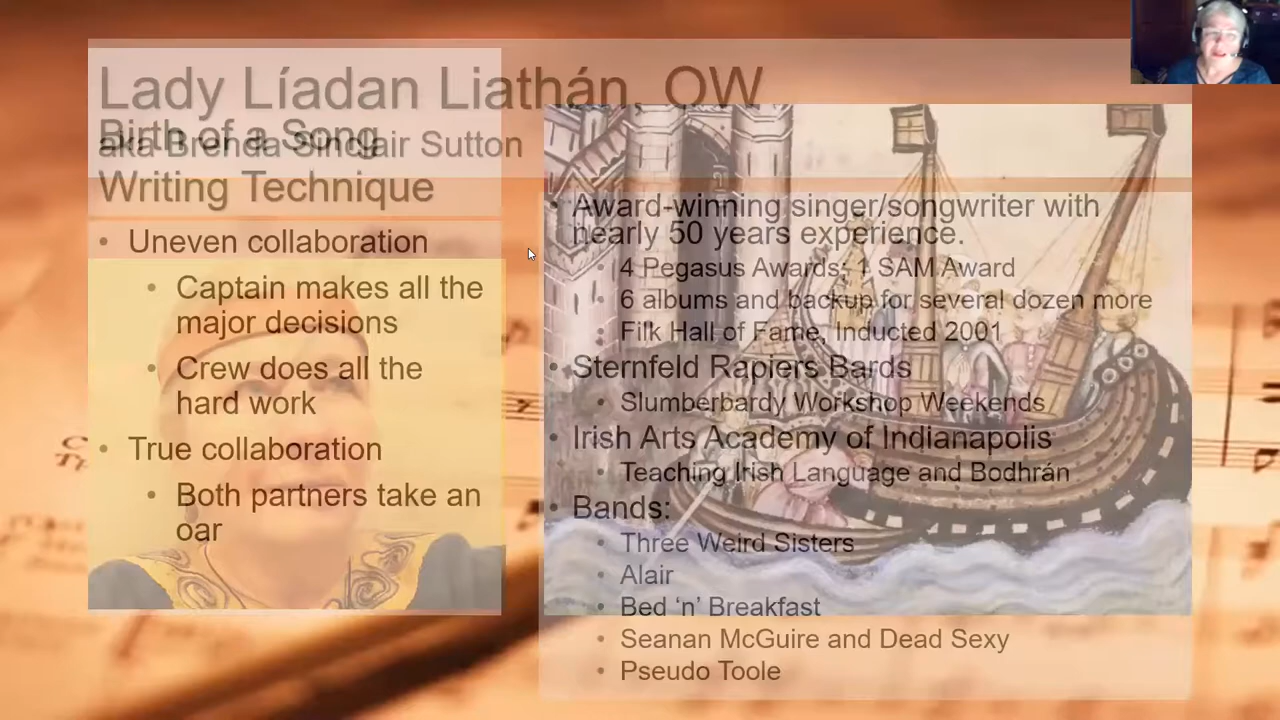 Lady Líadan Liathán, OW
aka Brenda Sinclair Sutton
Birth of a Song
Writing Technique
• Uneven collaboration
• Captain makes all the
major decisions
• Crew does all the
hard work
• True collaboration
• Both partners take an
oar
• Award-winning singer/songwriter with
nearly 50 years experience.
• 4 Pegasus Awards; 1 SAM Award
• 6 albums and backup for several dozen more
• Filk Hall of Fame, Inducted 2001
• Sternfeld Rapiers Bards
• Slumberbardy Workshop Weekends
• Irish Arts Academy of Indianapolis
• Teaching Irish Language and Bodhrán
• Bands:
• Three Weird Sisters
• Alair
• Bed ‘n’ Breakfast
• Seanan McGuire and Dead Sexy
• Pseudo Toole